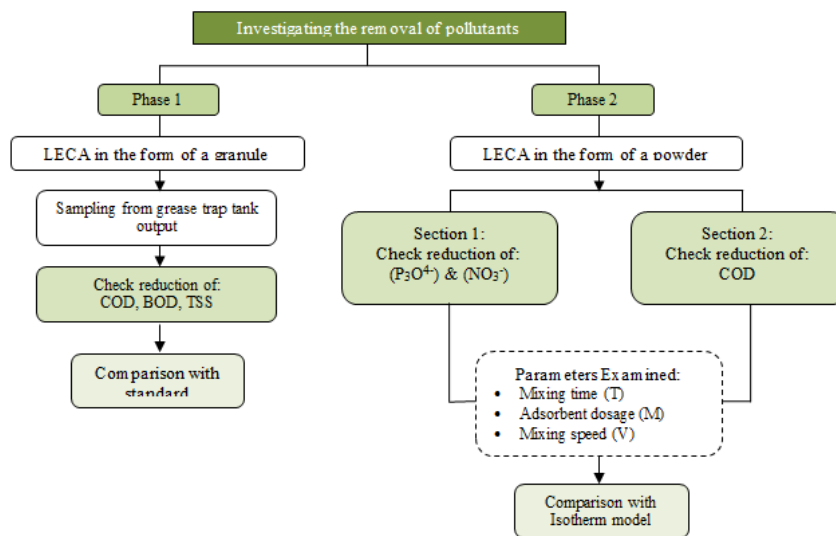 Investigating the removal of pollutants
Phase 1
LECA in the form of a granule
Sampling from grease trap tank
output
Check reduction of:
COD, BOD, TSS
Comparison with
standard
Phase 2
LECA in the form of a powder
Section 1:
Check reduction of:
(P₃O⁴⁻) & (NO₃⁻)
Section 2:
Check reduction of:
COD
Parameters Examined:
• Mixing time (T)
• Adsorbent dosage (M)
• Mixing speed (V)
Comparison with
Isotherm model